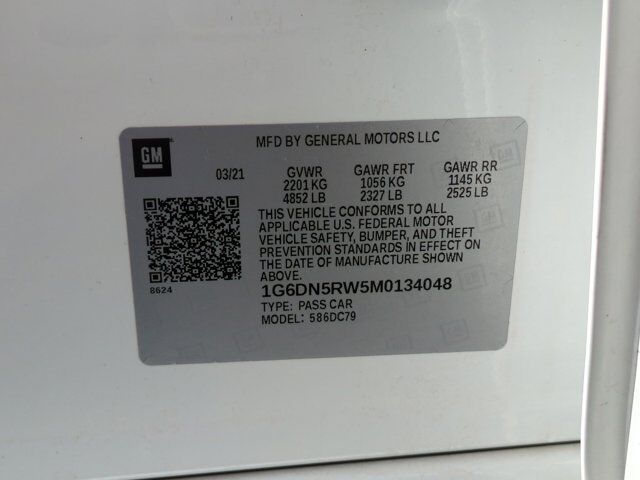 GM
MFD BY GENERAL MOTORS LLC
03/21 GVWR GAWR FRT GAWR RR
2201 KG 1056 KG 1145 KG
4852 LB 2327 LB 2525 LB
THIS VEHICLE CONFORMS TO ALL
APPLICABLE U.S. FEDERAL MOTOR
VEHICLE SAFETY, BUMPER, AND THEFT
PREVENTION STANDARDS IN EFFECT ON
THE DATE OF MANUFACTURE SHOWN
ABOVE.
8624
1G6DN5RW5M0134048
TYPE: PASS CAR
MODEL: 586DC79